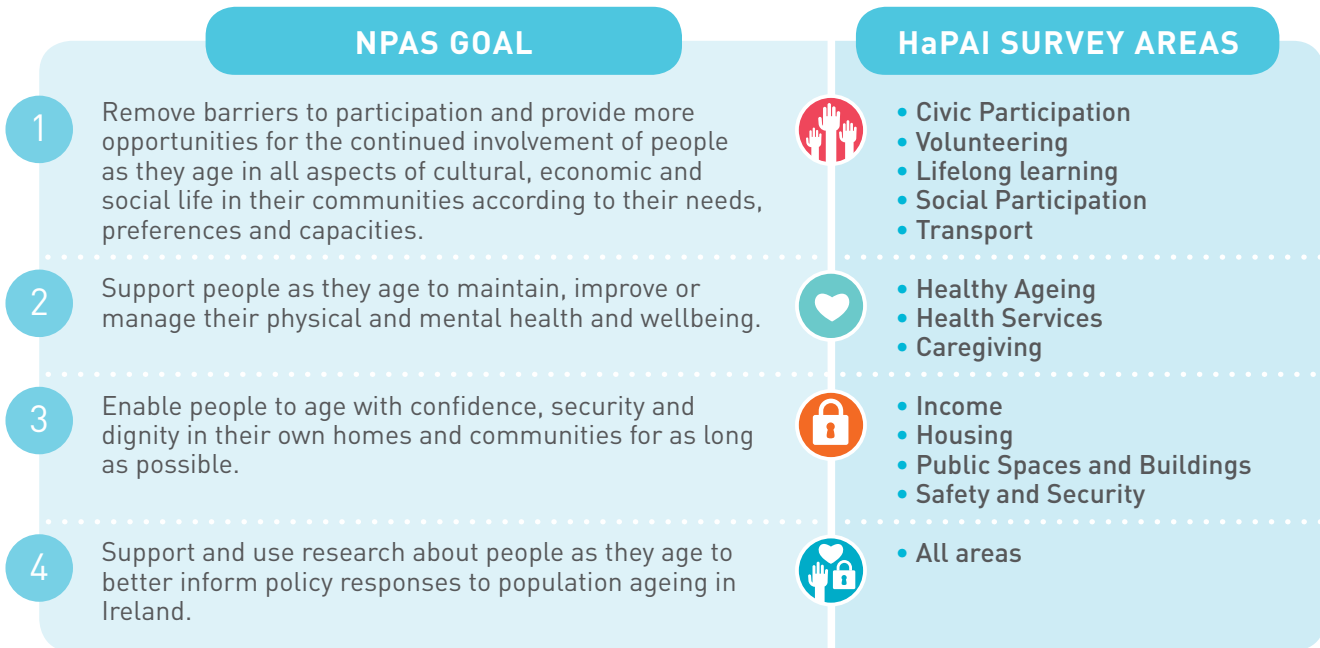 NPAS GOAL
HaPAI SURVEY AREAS
1
Remove barriers to participation and provide more
opportunities for the continued involvement of people
as they age in all aspects of cultural, economic and
social life in their communities according to their needs,
preferences and capacities.
• Civic Participation
• Volunteering
• Lifelong learning
• Social Participation
• Transport
2
Support people as they age to maintain, improve or
manage their physical and mental health and wellbeing.
• Healthy Ageing
• Health Services
• Caregiving
3
Enable people to age with confidence, security and
dignity in their own homes and communities for as long
as possible.
• Income
• Housing
• Public Spaces and Buildings
• Safety and Security
4
Support and use research about people as they age to
better inform policy responses to population ageing in
Ireland.
• All areas